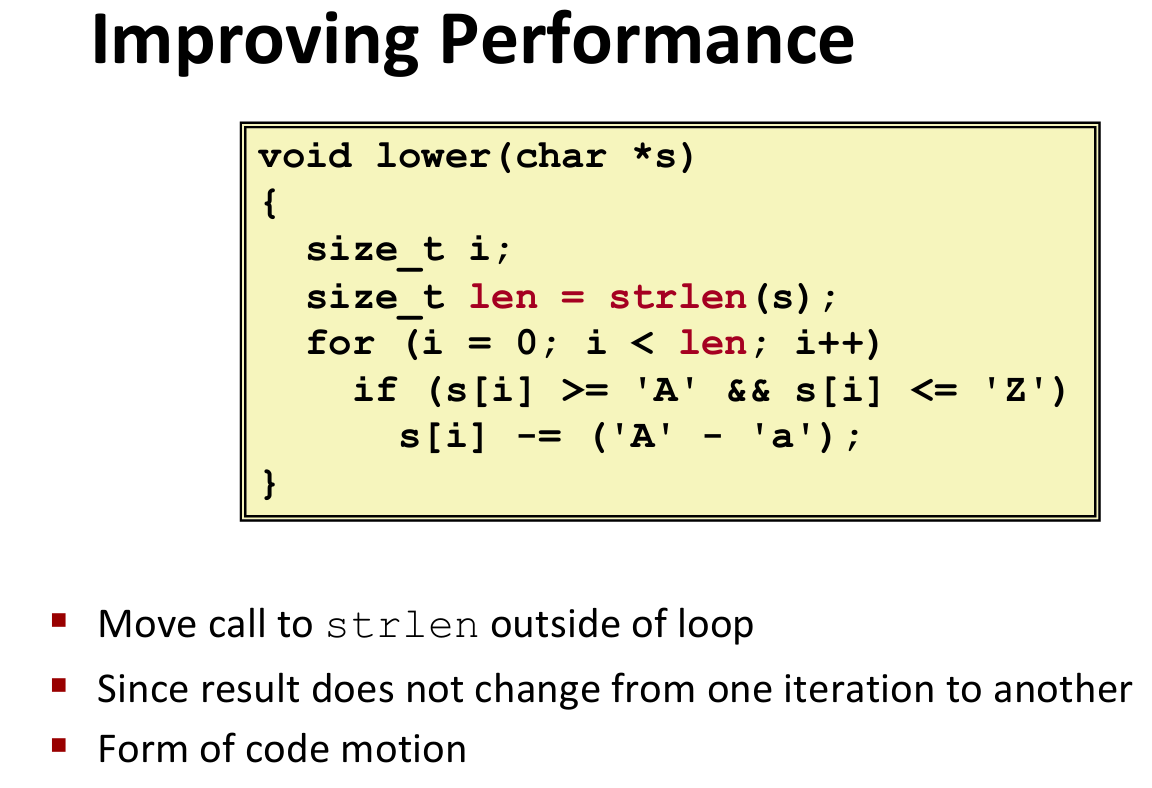 Improving Performance
void lower(char *s)
{
  size_t i;
  size_t len = strlen(s);
  for (i = 0; i < len; i++)
    if (s[i] >= 'A' && s[i] <= 'Z')
      s[i] -= ('A' - 'a');
}
▪ Move call to strlen outside of loop
▪ Since result does not change from one iteration to another
▪ Form of code motion